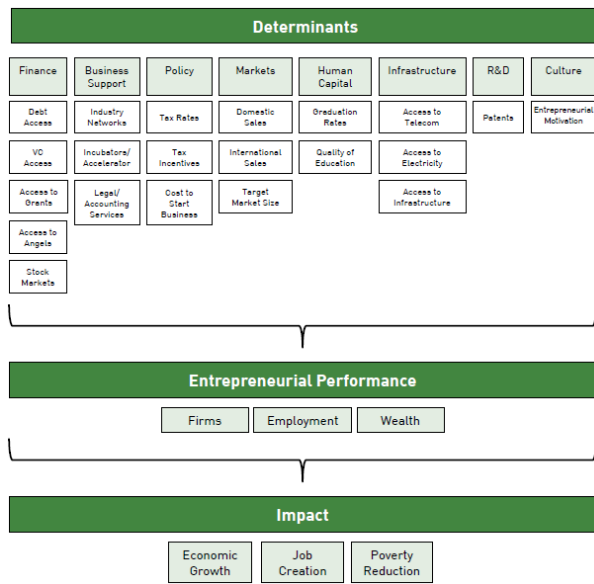 Determinants
Finance
Business
Support
Policy
Markets
Human
Capital
Infrastructure
R&D
Culture
Debt
Access
Industry
Networks
Tax Rates
Domestic
Sales
Graduation
Rates
Access to
Telecom
Patents
Entrepreneurial
Motivation
VC
Access
Incubators/
Accelerator
Tax
Incentives
International
Sales
Quality of
Education
Access to
Electricity
Access to
Grants
Legal/
Accounting
Services
Cost to
Start
Business
Target
Market Size
Access to
Infrastructure
Access to
Angels
Stock
Markets
Entrepreneurial Performance
Firms
Employment
Wealth
Impact
Economic
Growth
Job
Creation
Poverty
Reduction